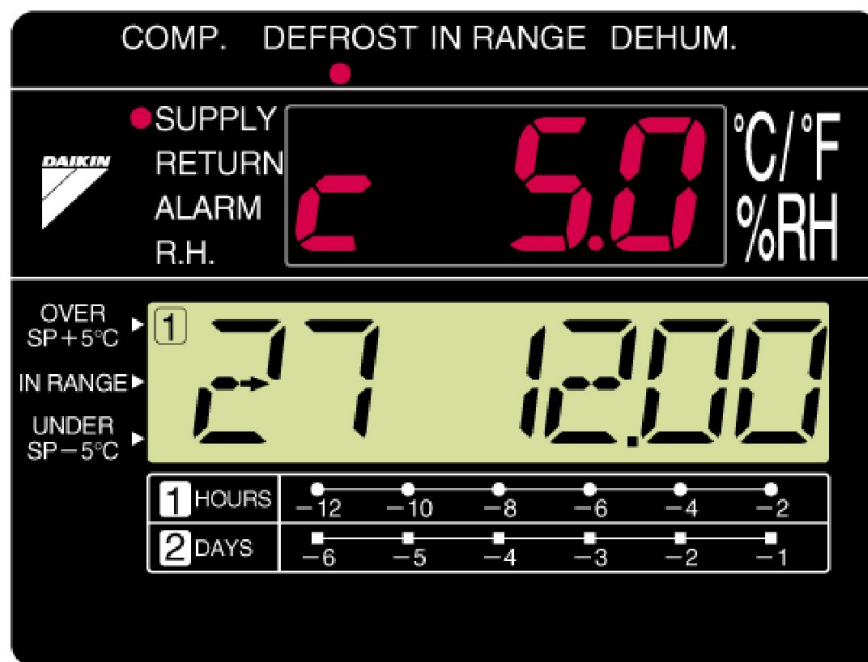 COMP. DEFROST IN RANGE DEHUM.
SUPPLY
RETURN
ALARM
R.H.
DAIKIN
c 5.0
°C/°F
%RH
OVER
SP+5°C
IN RANGE
UNDER
SP−5°C
1
27 12.00
1 HOURS −12 −10 −8 −6 −4 −2
2 DAYS −6 −5 −4 −3 −2 −1